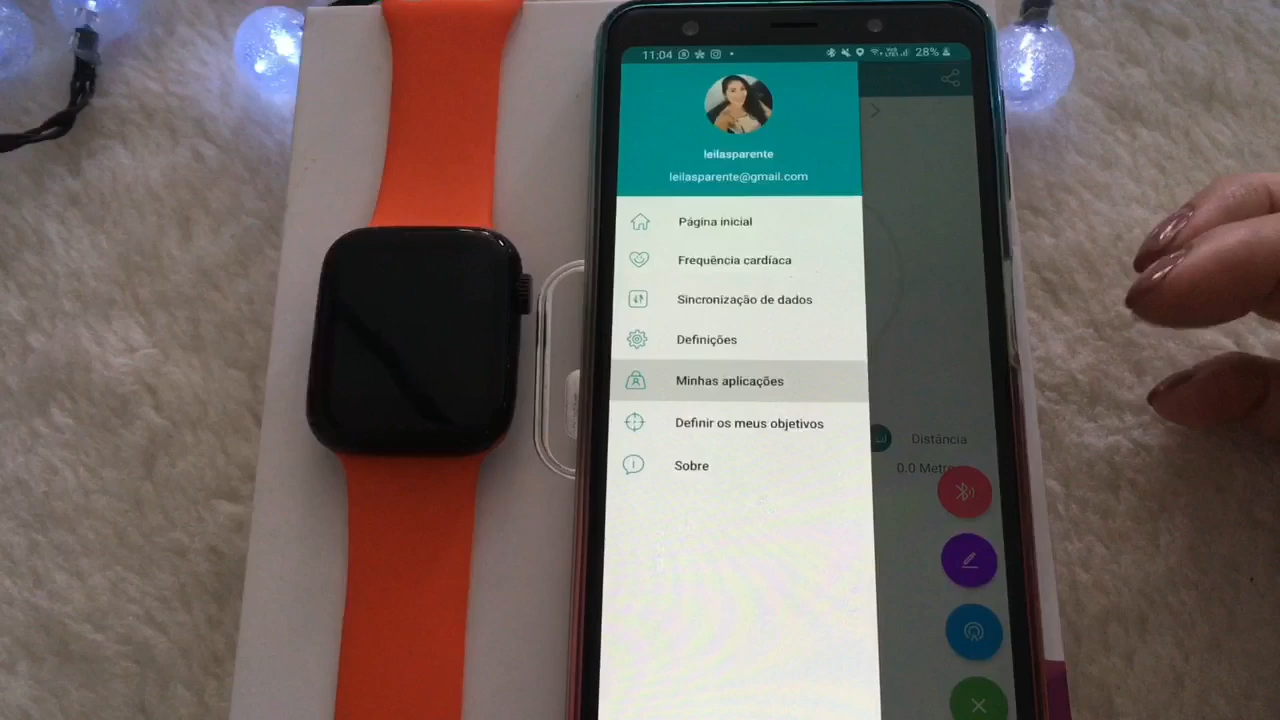 11:04
28%
leilasparente
leilasparente@gmail.com
Página inicial
Frequência cardíaca
Sincronização de dados
Definições
Minhas aplicações
Definir os meus objetivos
Sobre
Distância
0.0